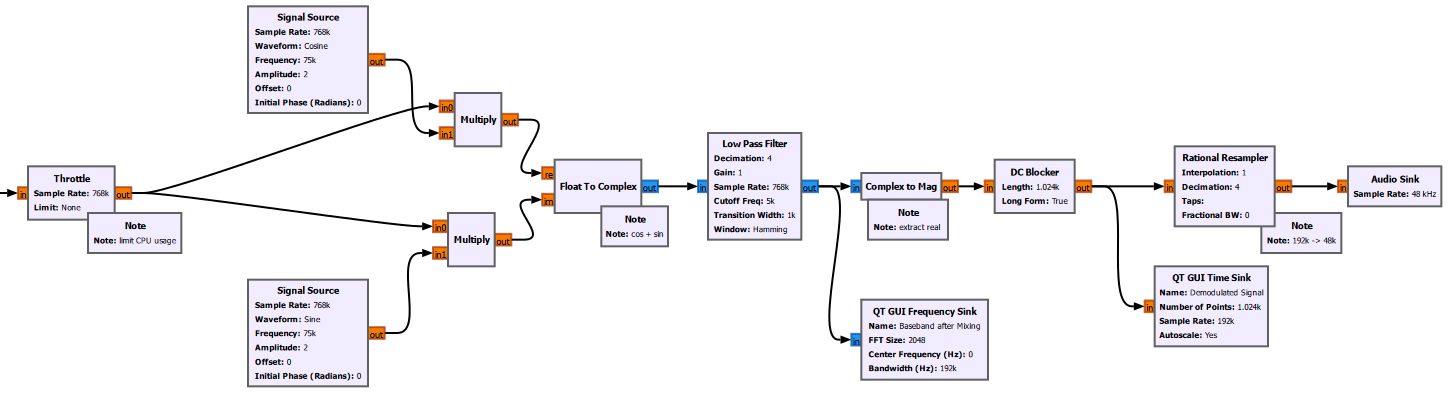 Signal Source
Sample Rate: 768k
Waveform: Cosine
Frequency: 75k
Amplitude: 2
Offset: 0
Initial Phase (Radians): 0
out
in0
in1
Multiply
out
in
Throttle
Sample Rate: 768k
Limit: None
out
Note
Note: limit CPU usage
in0
in1
Multiply
out
Signal Source
Sample Rate: 768k
Waveform: Sine
Frequency: 75k
Amplitude: 2
Offset: 0
Initial Phase (Radians): 0
out
re
im
Float To Complex
out
Note
Note: cos + sin
in
Low Pass Filter
Decimation: 4
Gain: 1
Sample Rate: 768k
Cutoff Freq: 5k
Transition Width: 1k
Window: Hamming
out
in
Complex to Mag
out
Note
Note: extract real
in
QT GUI Frequency Sink
Name: Baseband after Mixing
FFT Size: 2048
Center Frequency (Hz): 0
Bandwidth (Hz): 192k
in
DC Blocker
Length: 1.024k
Long Form: True
out
in
Rational Resampler
Interpolation: 1
Decimation: 4
Taps:
Fractional BW: 0
out
Note
Note: 192k -> 48k
in
QT GUI Time Sink
Name: Demodulated Signal
Number of Points: 1.024k
Sample Rate: 192k
Autoscale: Yes
in
Audio Sink
Sample Rate: 48 kHz